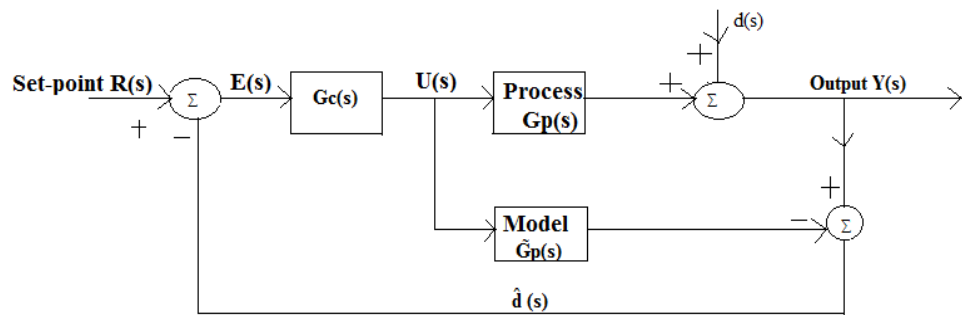 d(s)
+
Set-point R(s)
E(s)
U(s)
Output Y(s)
Σ
Gc(s)
Process
Gp(s)
+
Σ
+
−
+
Model
G̃p(s)
−
Σ
d̂ (s)